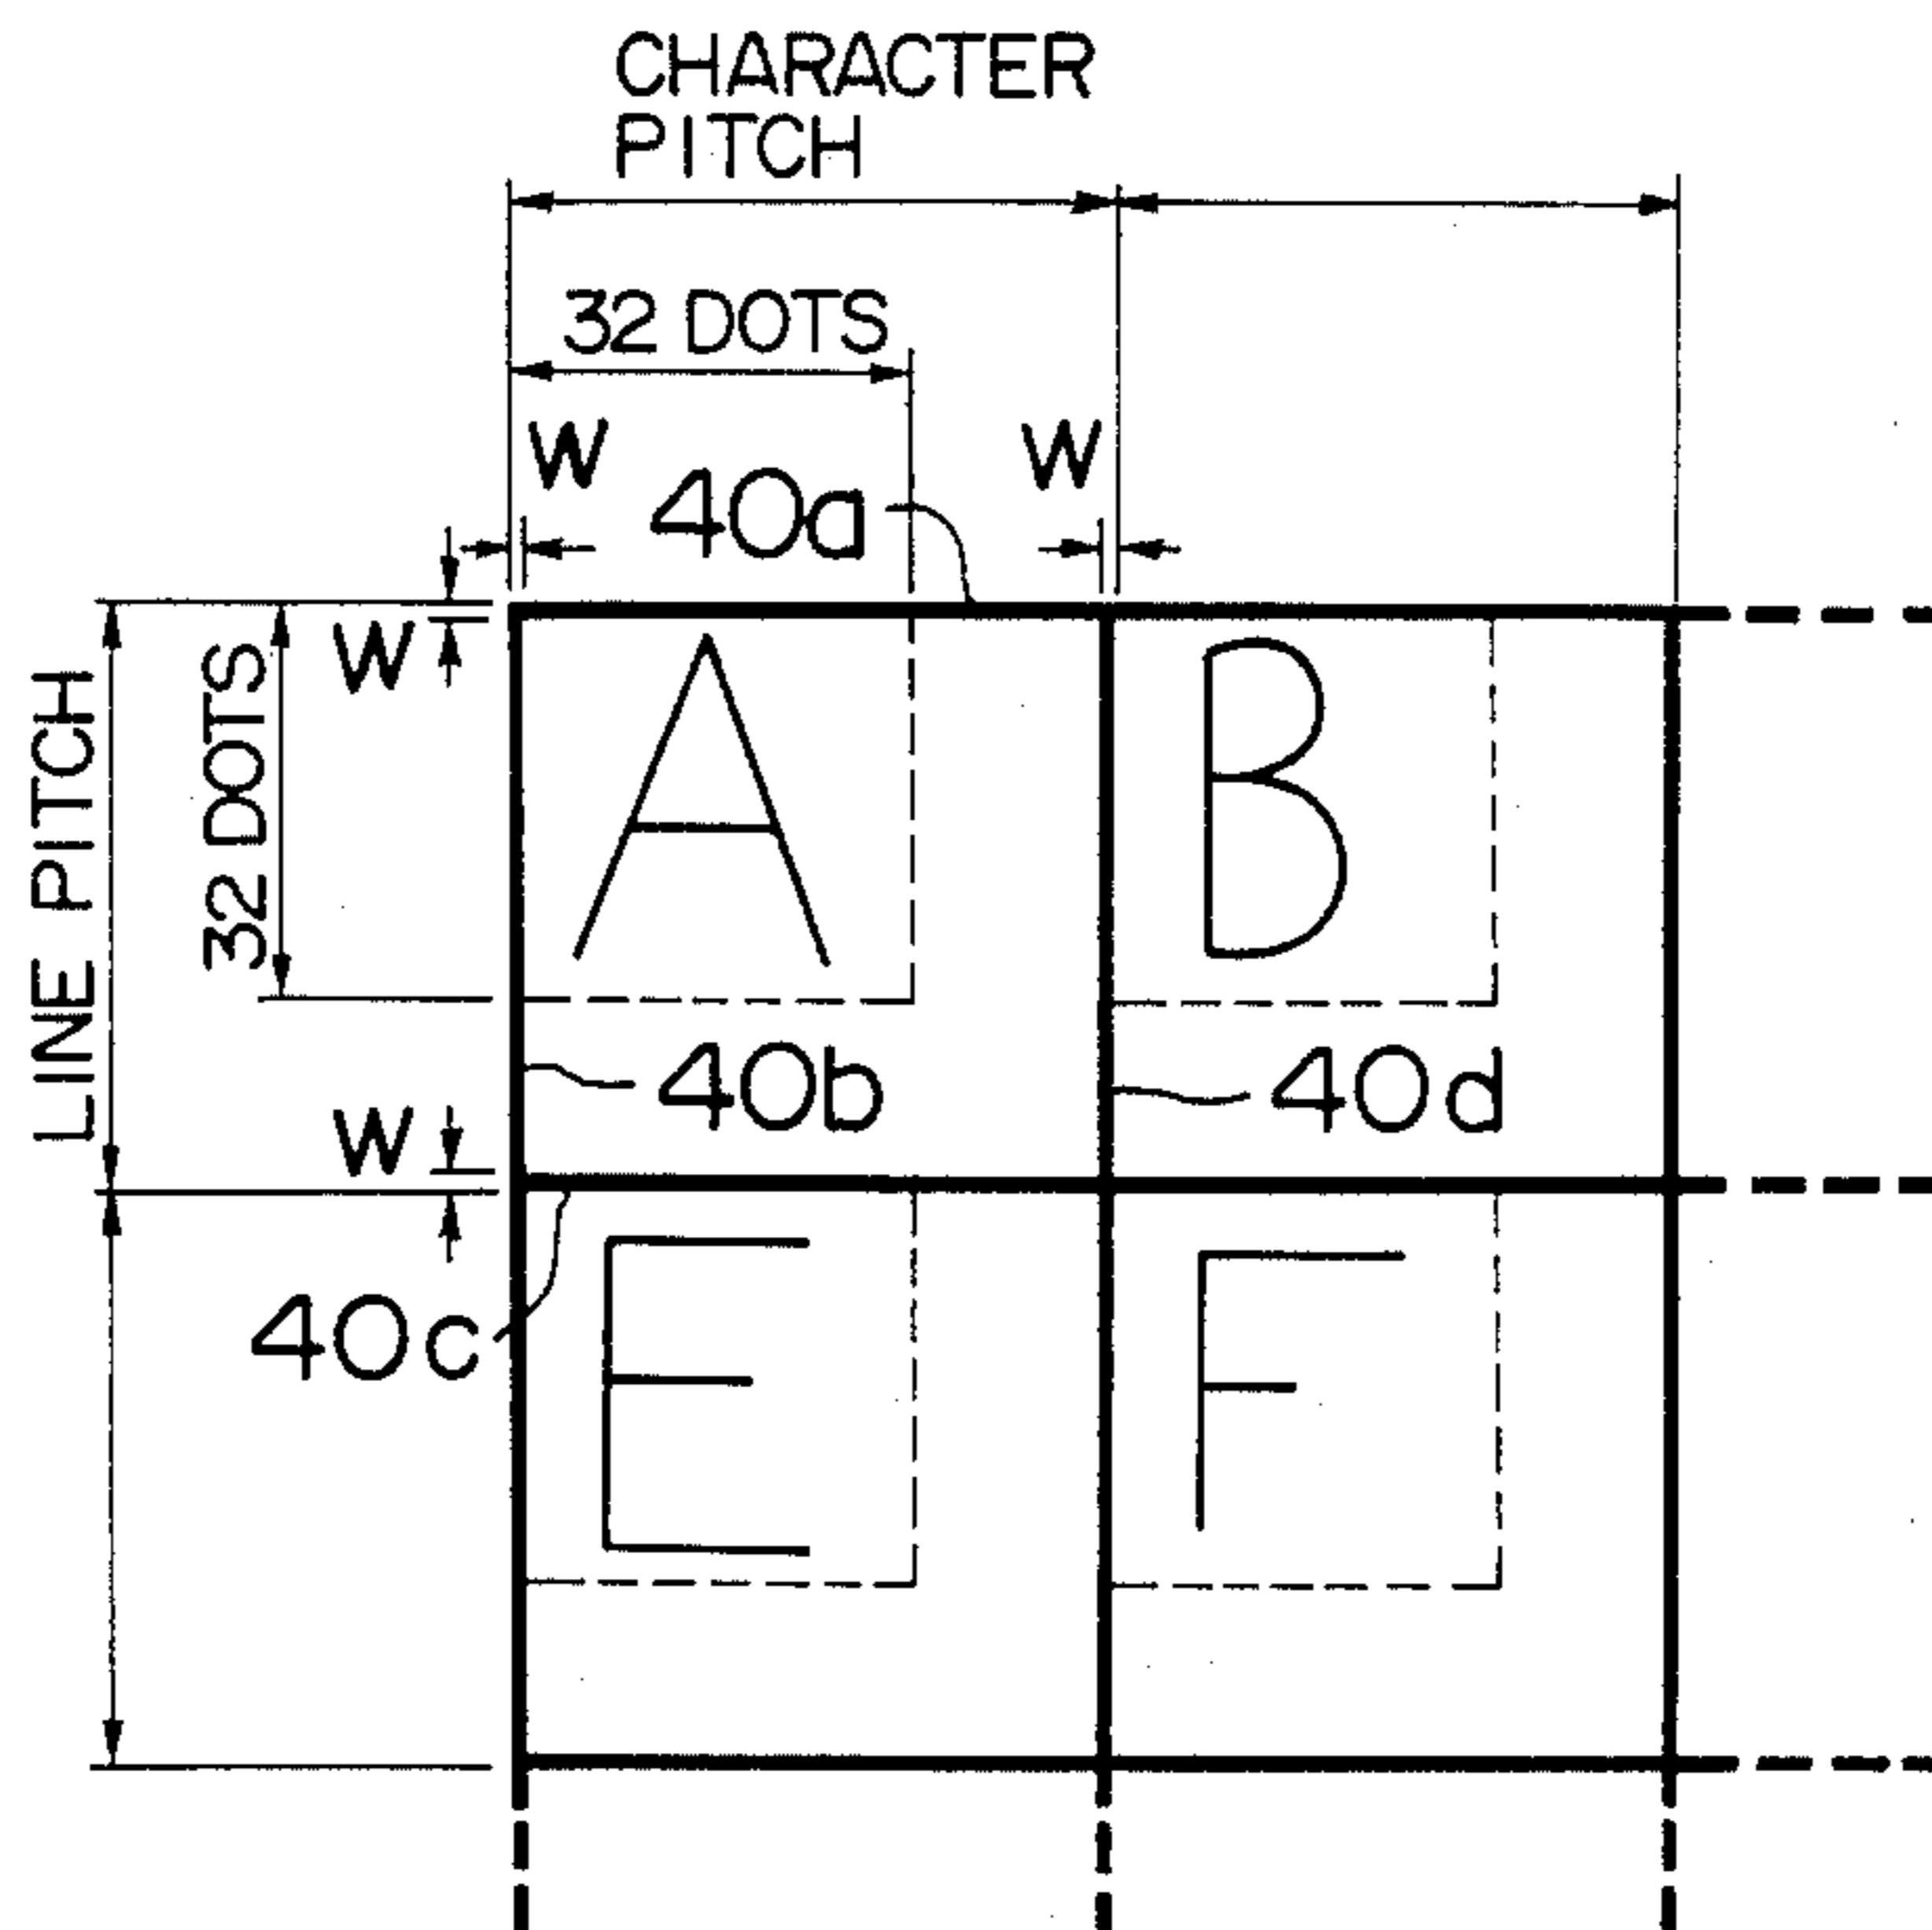 CHARACTER
PITCH
32 DOTS
W
W
40a
W
32 DOTS
LINE PITCH
A
B
40b
40d
W
40c
E
F